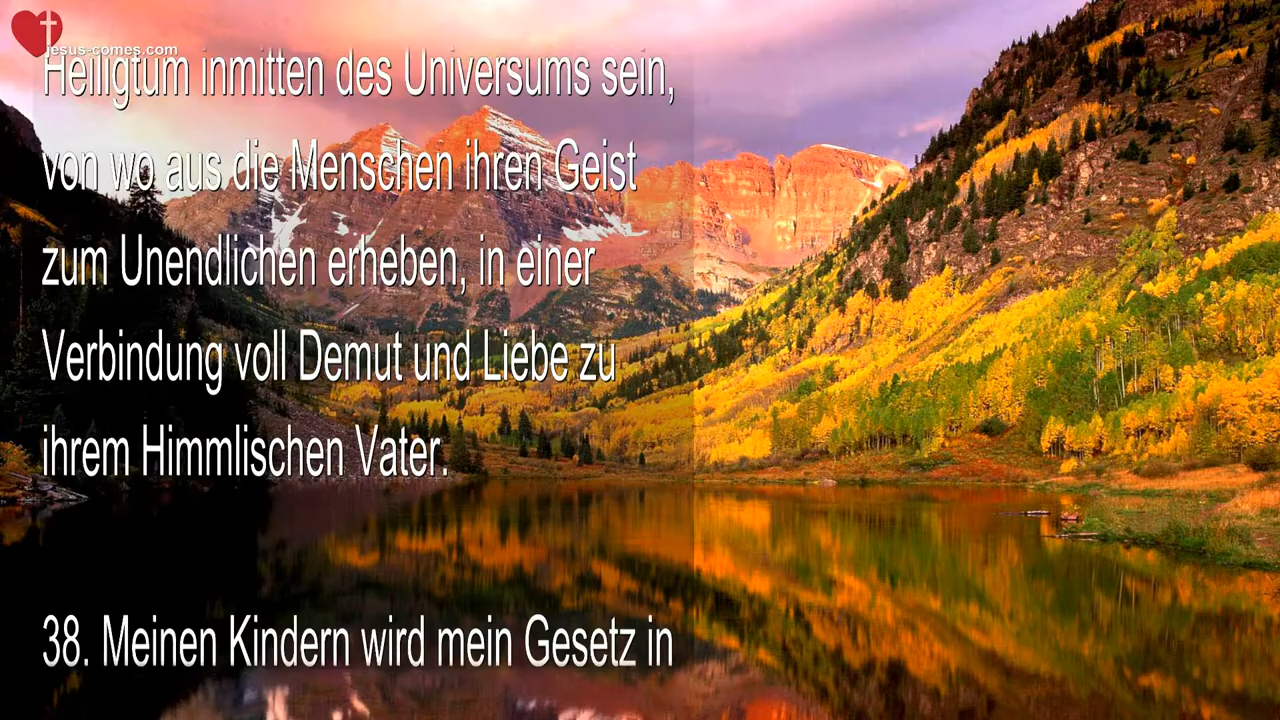 jesus-comes.com
Heiligtum inmitten des Universums sein,
von wo aus die Menschen ihren Geist
zum Unendlichen erheben, in einer
Verbindung voll Demut und Liebe zu
ihrem Himmlischen Vater.
38. Meinen Kindern wird mein Gesetz in